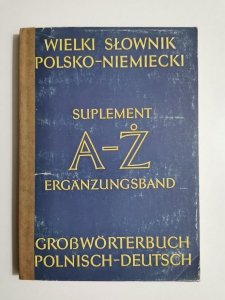 WIELKI SŁOWNIK
POLSKO-NIEMIECKI
SUPLEMENT
A-Ż
ERGÄNZUNGSBAND
GROßWÖRTERBUCH
POLNISCH-DEUTSCH